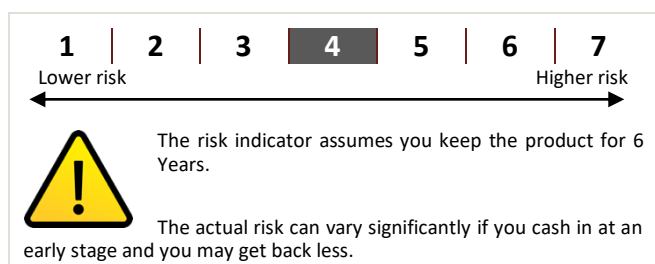 1 2 3 4 5 6 7
Lower risk Higher risk
The risk indicator assumes you keep the product for 6
Years.
The actual risk can vary significantly if you cash in at an
early stage and you may get back less.